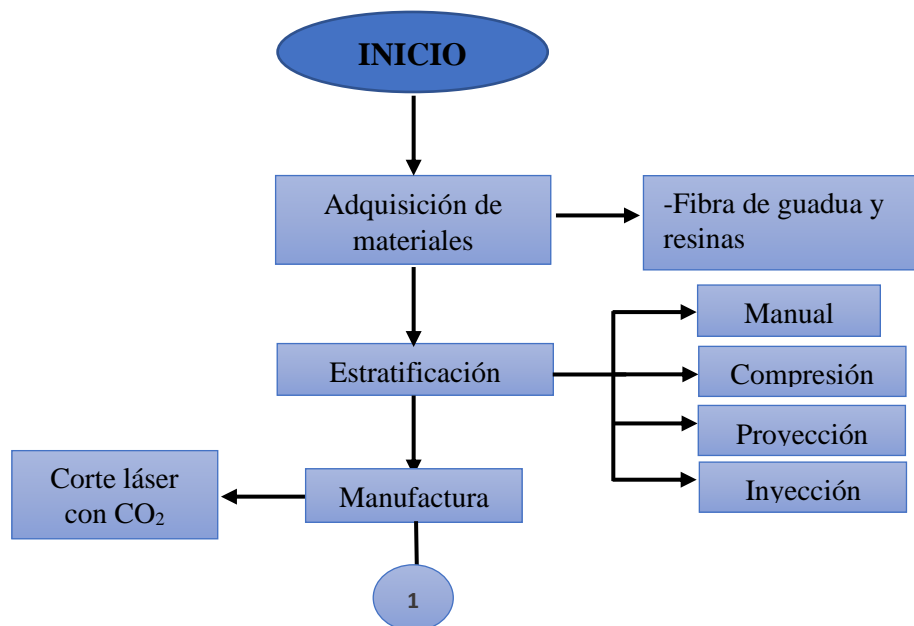 INICIO
Adquisición de
materiales
-Fibra de guadua y
resinas
Manual
Estratificación
Compresión
Proyección
Inyección
Corte láser
con CO₂
Manufactura
1